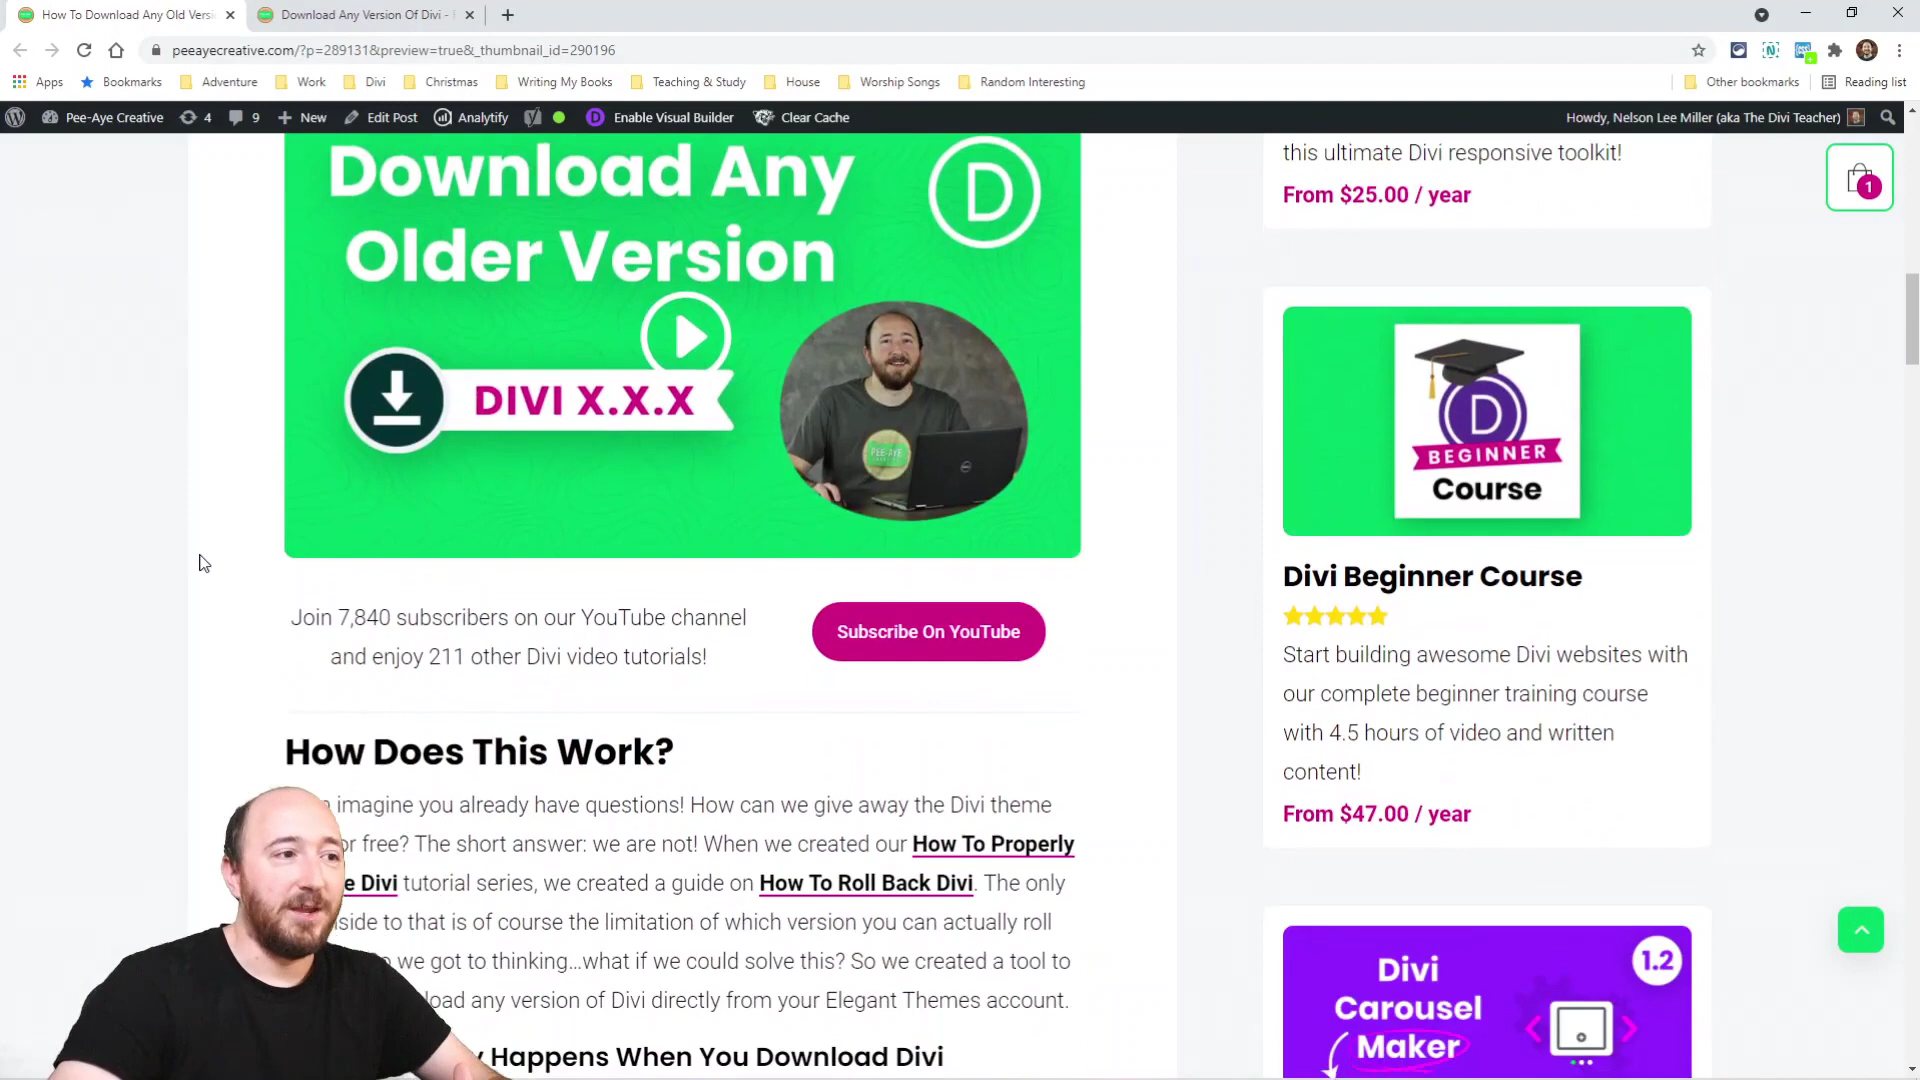 How To Download Any Old Versi
Download Any Version Of Divi -
peeayecreative.com/?p=289131&preview=true&_thumbnail_id=290196
Apps
Bookmarks
Adventure
Work
Divi
Christmas
Writing My Books
Teaching & Study
House
Worship Songs
Random Interesting
Other bookmarks
Reading list
Pee-Aye Creative
4
9
New
Edit Post
Analytify
Enable Visual Builder
Clear Cache
Howdy, Nelson Lee Miller (aka The Divi Teacher)
Download Any
Older Version
D
DIVI X.X.X
PEE-AYE
this ultimate Divi responsive toolkit!
From $25.00 / year
1
D
BEGINNER
Course
Divi Beginner Course
Start building awesome Divi websites with
our complete beginner training course
with 4.5 hours of video and written
content!
From $47.00 / year
Join 7,840 subscribers on our YouTube channel
and enjoy 211 other Divi video tutorials!
Subscribe On YouTube
How Does This Work?
imagine you already have questions! How can we give away the Divi theme
or free? The short answer: we are not! When we created our How To Properly
e Divi tutorial series, we created a guide on How To Roll Back Divi. The only
side to that is of course the limitation of which version you can actually roll
we got to thinking…what if we could solve this? So we created a tool to
load any version of Divi directly from your Elegant Themes account.
y Happens When You Download Divi
Divi
Carousel
Maker
1.2